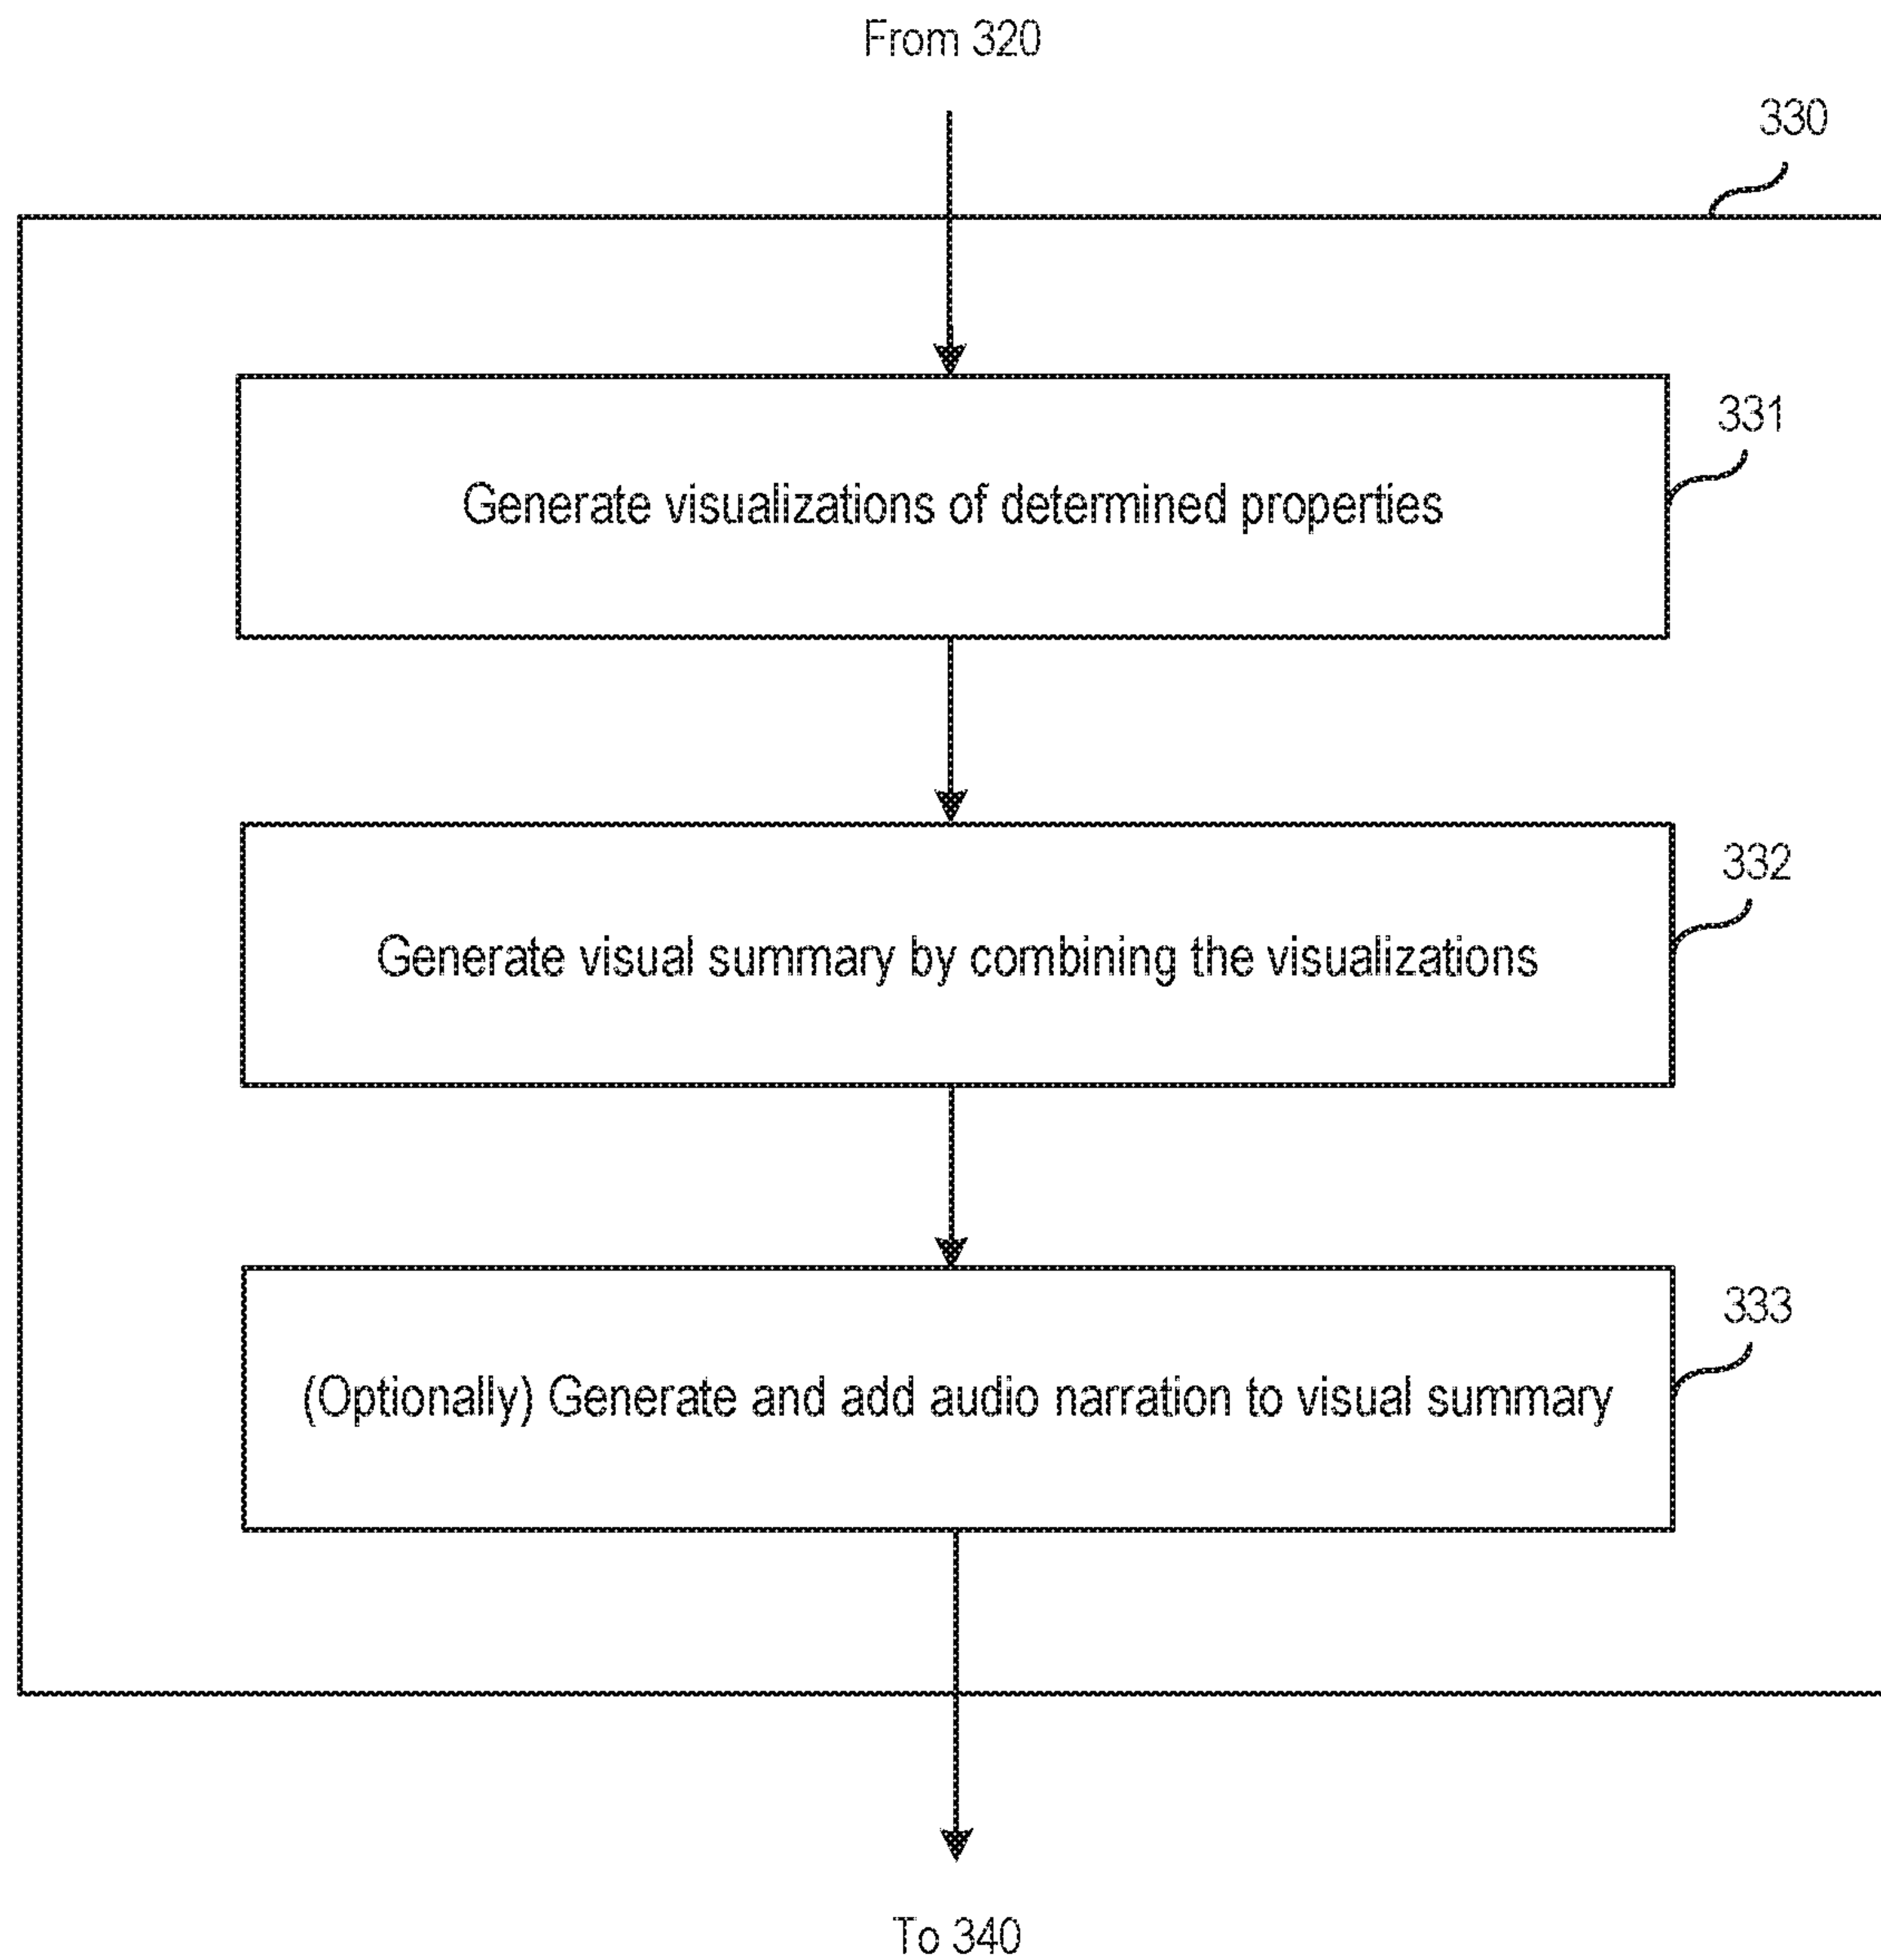 From 320
330
331
Generate visualizations of determined properties
332
Generate visual summary by combining the visualizations
333
(Optionally) Generate and add audio narration to visual summary
To 340